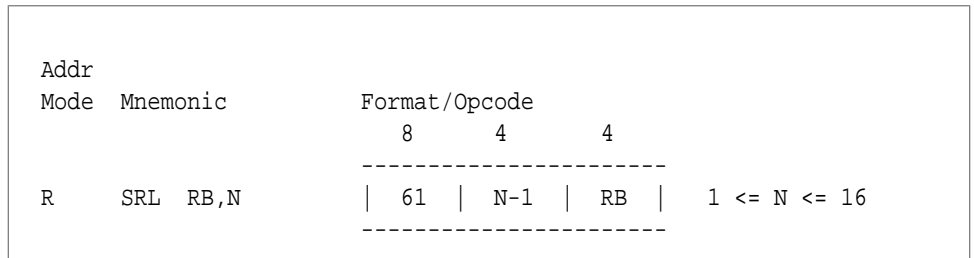 Addr
Mode  Mnemonic            Format/Opcode
                             8      4       4
                          -----------------------
R     SRL  RB,N           |  61  |  N-1  |  RB  |   1 <= N <= 16
                          -----------------------